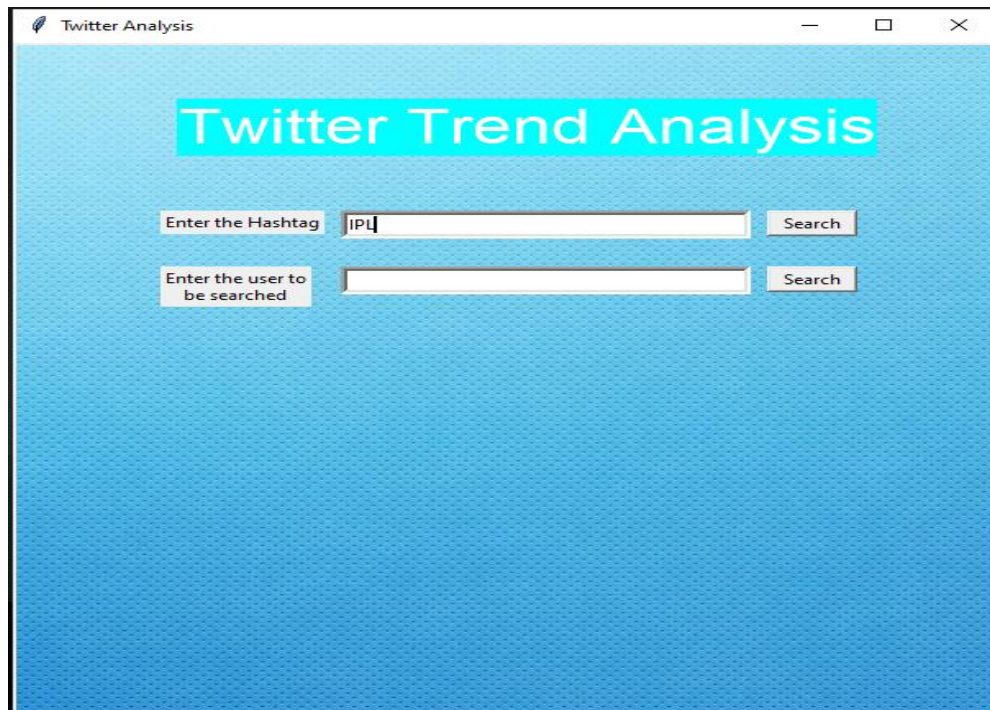 Twitter Analysis
Twitter Trend Analysis
Enter the Hashtag
IPL
Search
Enter the user to
be searched
Search